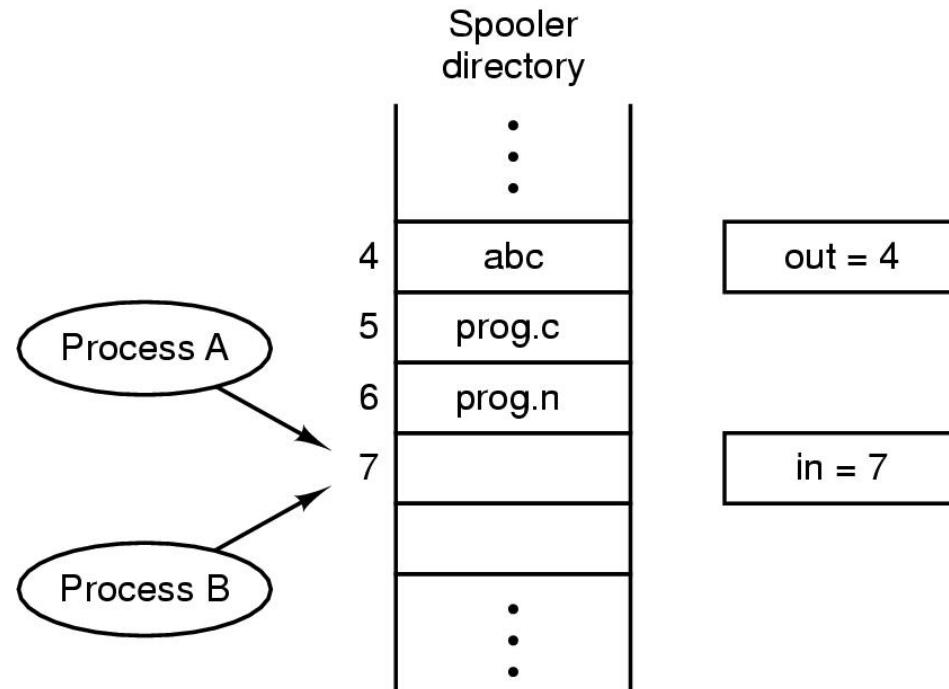 Spooler
directory
4 abc out = 4
Process A
5 prog.c
6 prog.n
7 in = 7
Process B